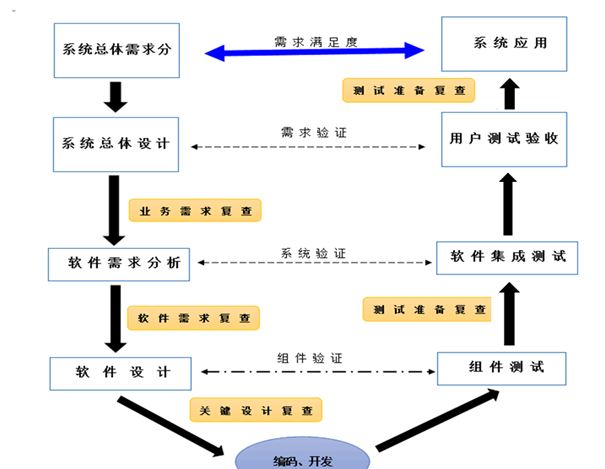 系统总体需求分
需求满足度
系统应用
测试准备复查
系统总体设计
需求验证
用户测试验收
业务需求复查
软件需求分析
系统验证
软件集成测试
软件需求复查
测试准备复查
软件设计
组件验证
组件测试
关键设计复查
编码、开发